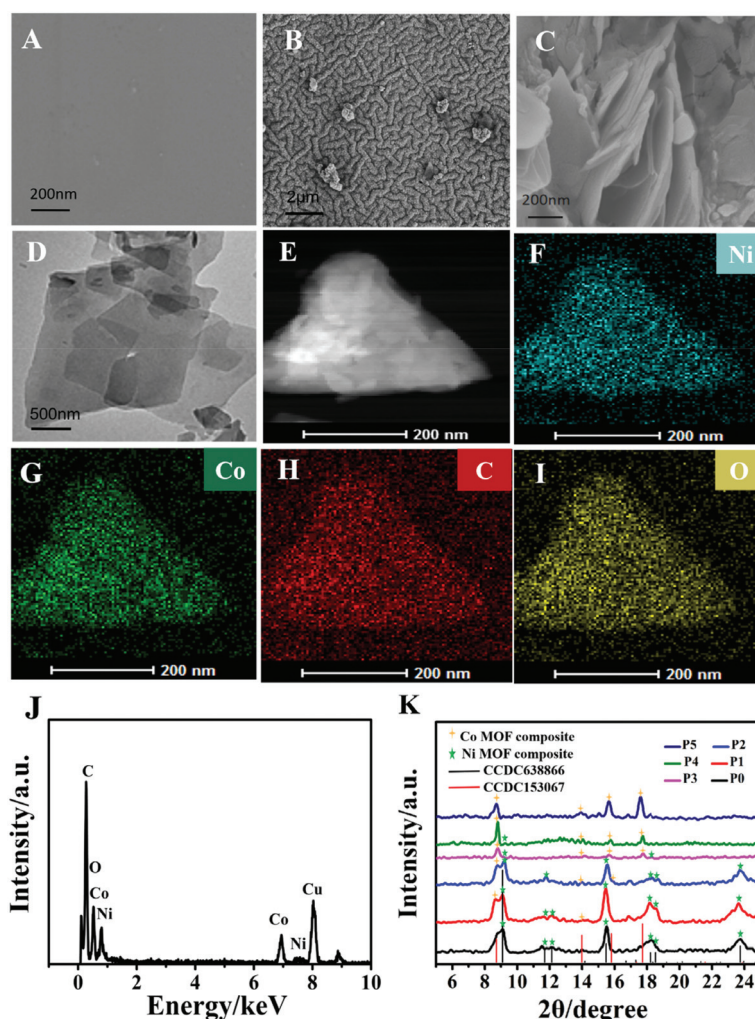 A
200nm
B
2μm
C
200nm
D
500nm
E
200 nm
F
Ni
200 nm
G
Co
200 nm
H
C
200 nm
I
O
200 nm
J
C
O
Co
Ni
Co
Ni
Cu
Intensity/a.u.
0 2 4 6 8 10
Energy/keV
K
Co MOF composite
Ni MOF composite
CCDC638866
CCDC153067
P5 P2
P4 P1
P3 P0
Intensity/a.u.
6 8 10 12 14 16 18 20 22 24
2θ/degree